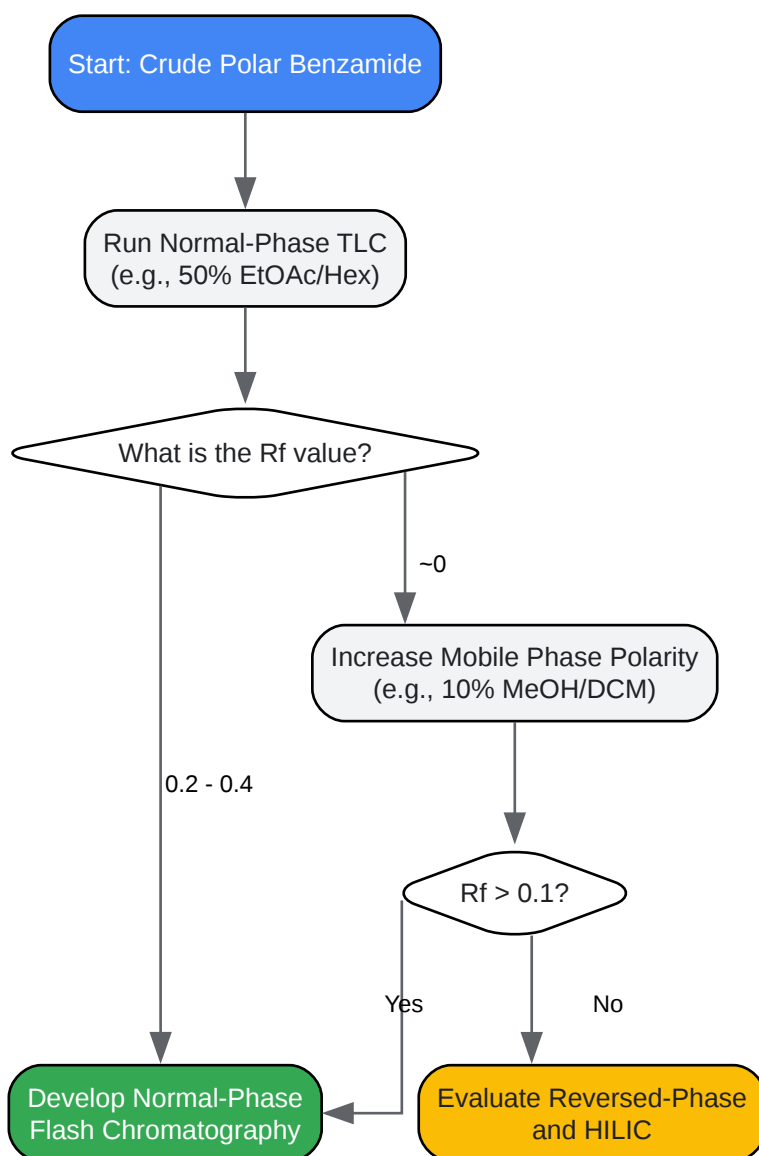 Start: Crude Polar Benzamide
Run Normal-Phase TLC
(e.g., 50% EtOAc/Hex)
What is the Rf value?
~0
Increase Mobile Phase Polarity
(e.g., 10% MeOH/DCM)
0.2 - 0.4
Rf > 0.1?
Yes
No
Develop Normal-Phase
Flash Chromatography
Evaluate Reversed-Phase
and HILIC